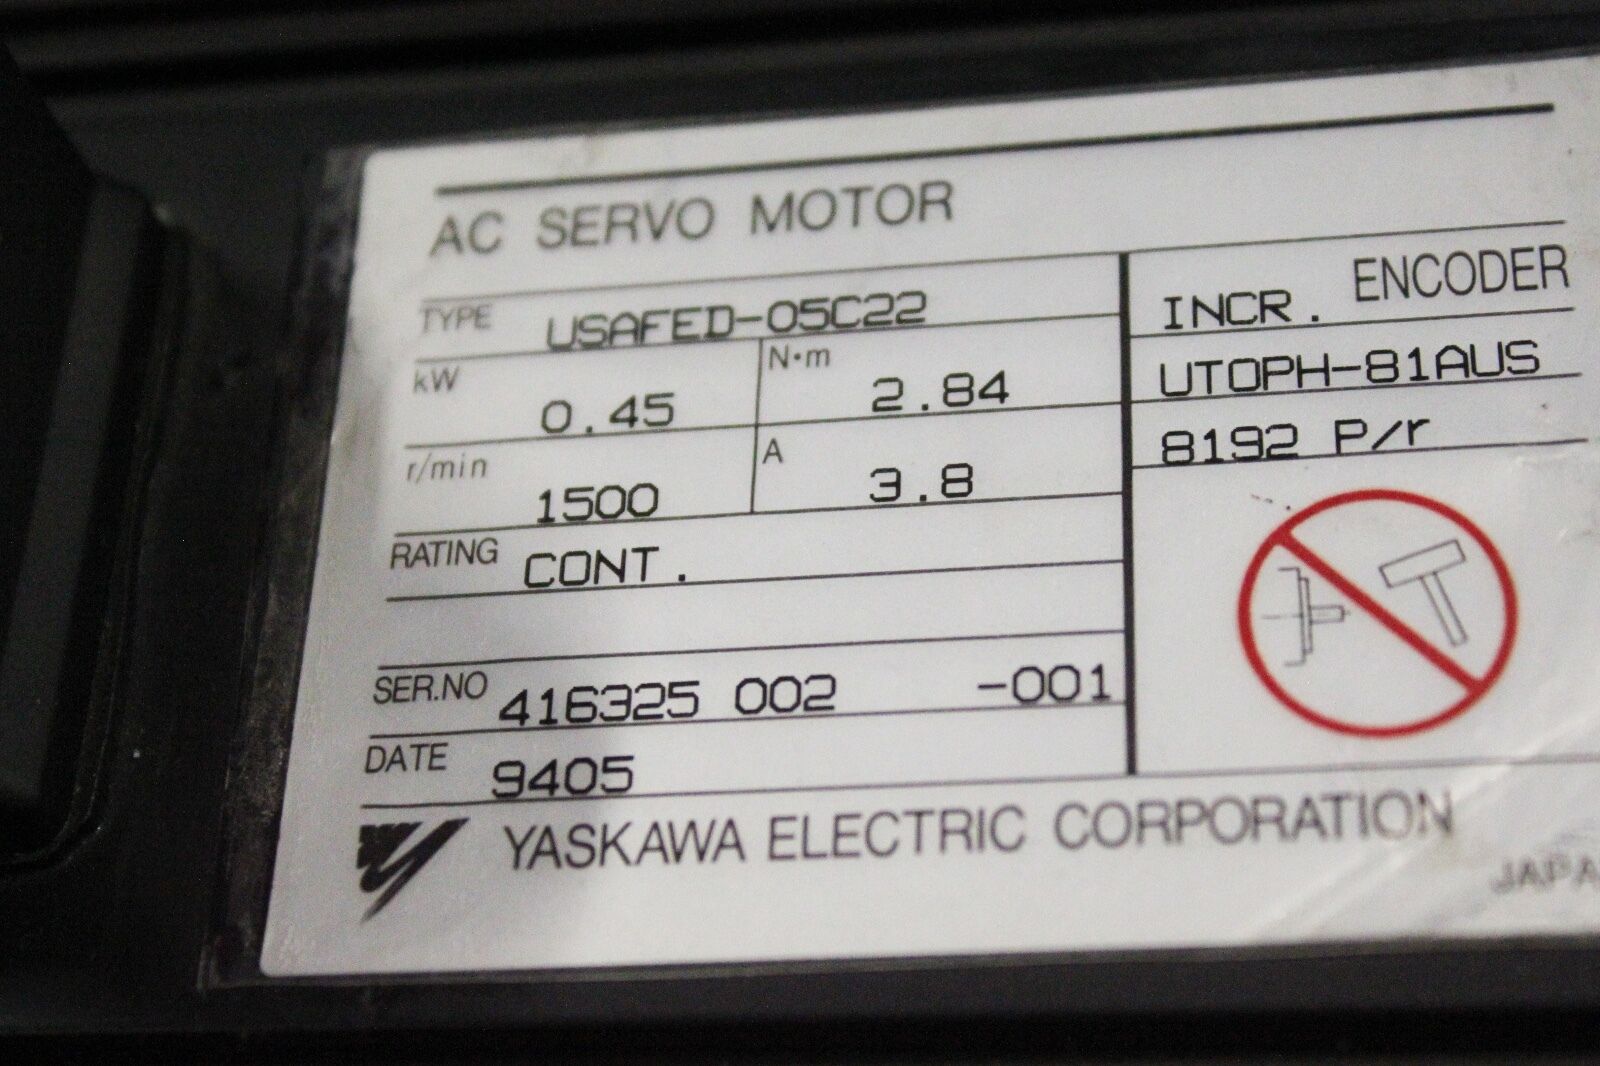 AC SERVO MOTOR
TYPE USAFED-05C22
kW 0.45 N·m 2.84
r/min 1500 A 3.8
RATING CONT.
SER.NO 416325 002 -001
DATE 9405
ENCODER
INCR.
UTOPH-81AUS
8192 P/r
YASKAWA ELECTRIC CORPORATION
JAPA